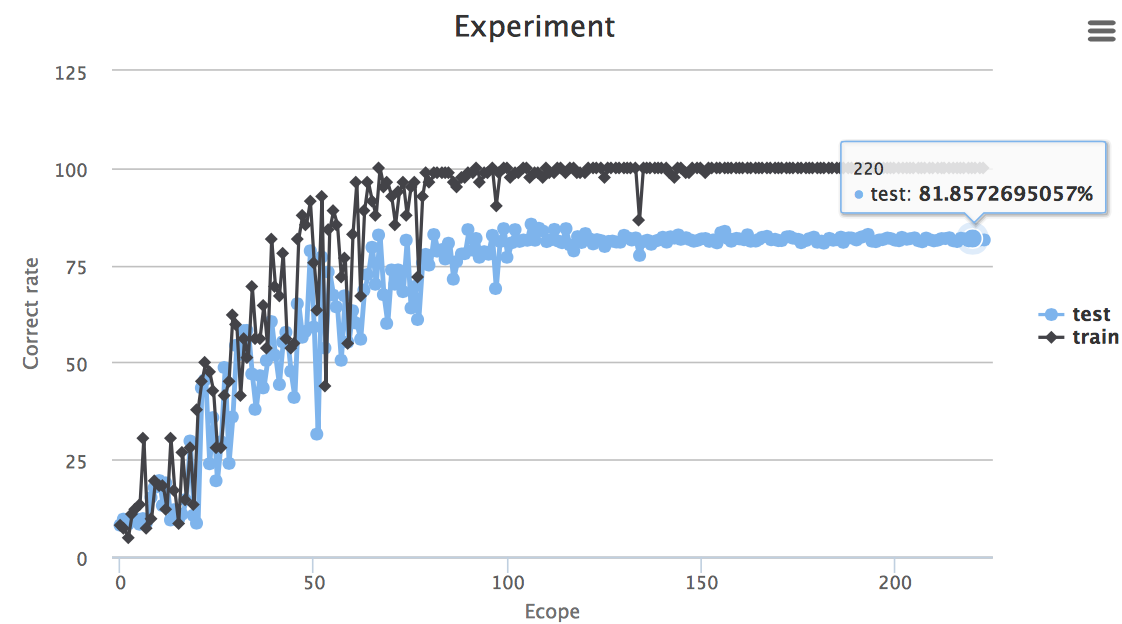 Experiment
125
100
75
50
25
0
Correct rate
0 50 100 150 200
Ecope
220
test: 81.8572695057%
test
train